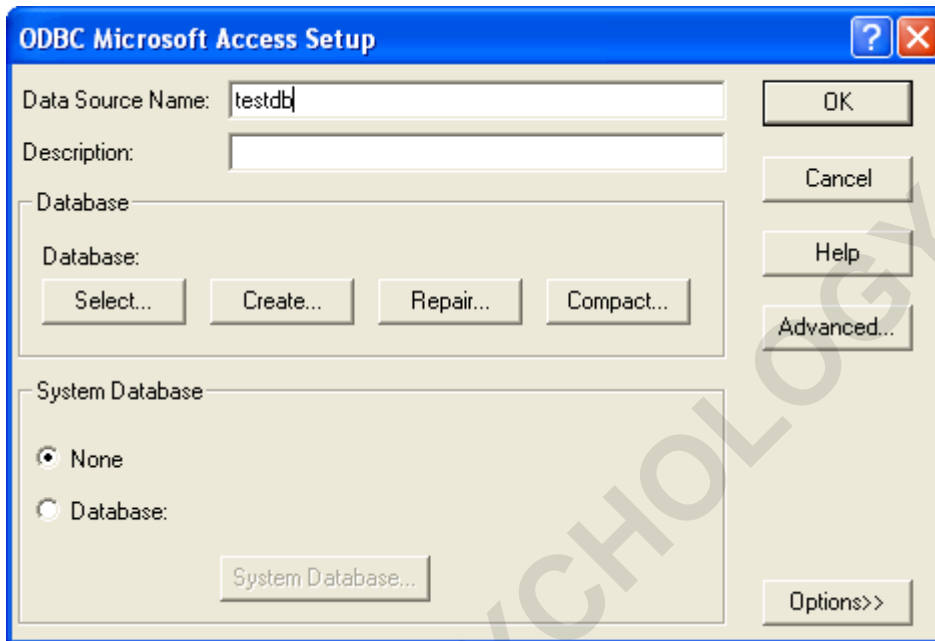 ODBC Microsoft Access Setup
Data Source Name: testdb
OK
Description:
Cancel
Database
Database:
Help
Select... Create... Repair... Compact...
Advanced...
System Database
None
Database:
System Database...
Options>>